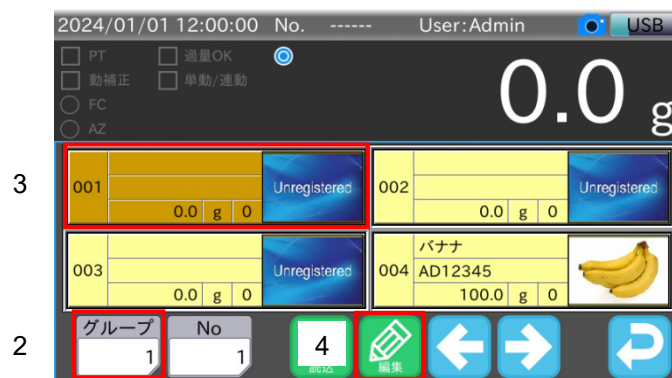 2024/01/01 12:00:00 No. ------ User:Admin USB
PT 過量OK
動補正 単動/連動
FC
AZ
0.0 g
3
001 Unregistered
0.0 g 0
002 Unregistered
0.0 g 0
003 Unregistered
0.0 g 0
004 バナナ
AD12345
100.0 g 0
2
グループ
1
No
1
4
読込
編集